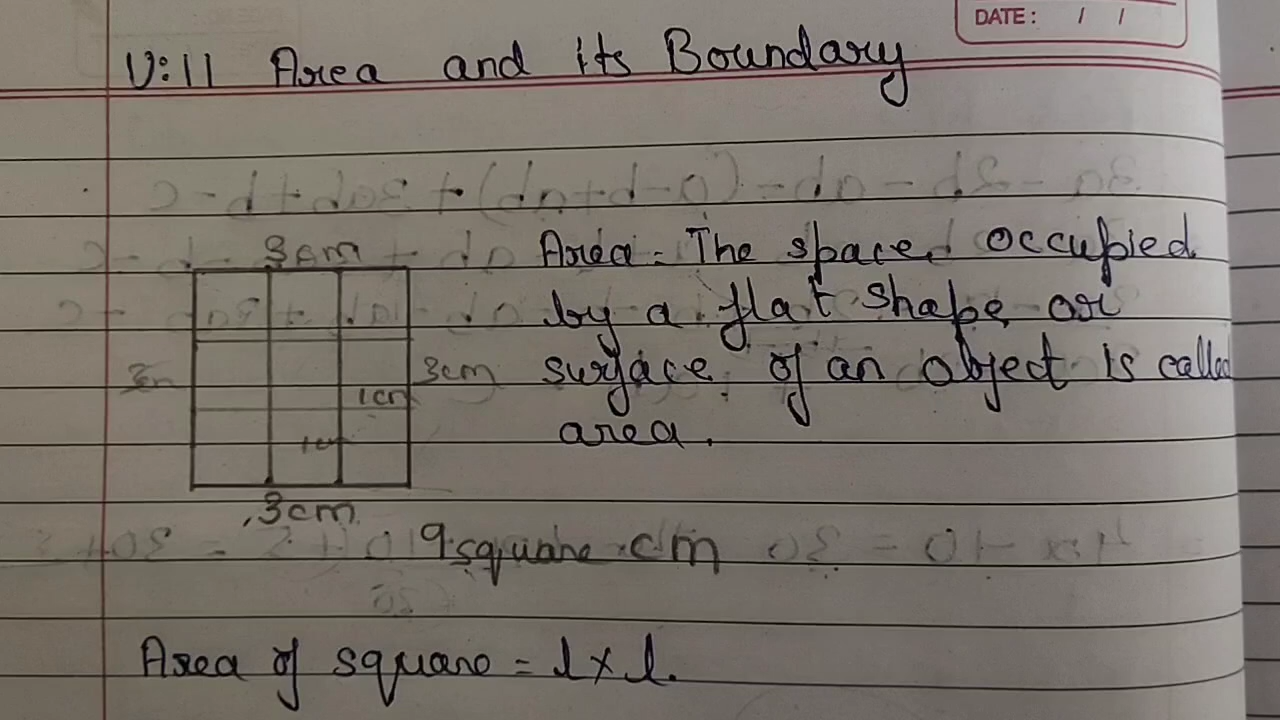 DATE: / /
U:11 Area and its Boundary
3cm
Area - The space occupied
by a flat shape or
3cm surface of an object is called
1cm
area.
3cm
9 square cm
Area of square = l × l.